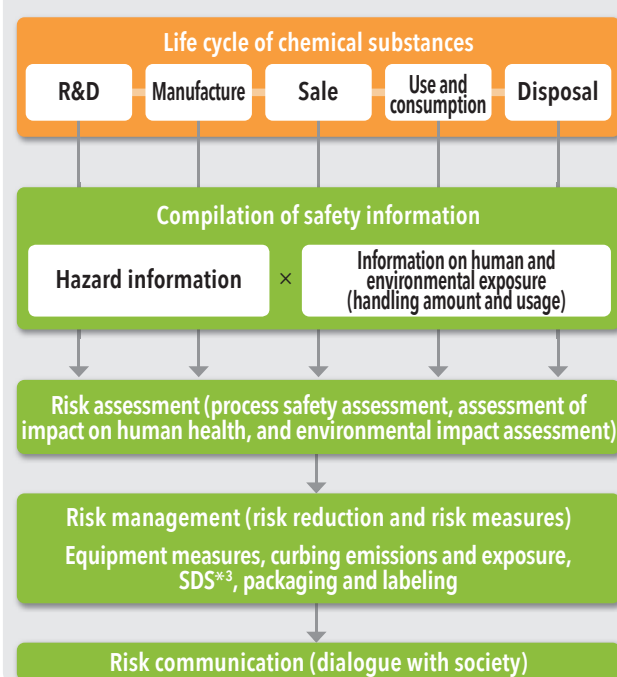 Life cycle of chemical substances
R&D
Manufacture
Sale
Use and
consumption
Disposal
Compilation of safety information
Hazard information
×
Information on human and
environmental exposure
(handling amount and usage)
Risk assessment (process safety assessment, assessment of
impact on human health, and environmental impact assessment)
Risk management (risk reduction and risk measures)
Equipment measures, curbing emissions and exposure,
SDS*3, packaging and labeling
Risk communication (dialogue with society)